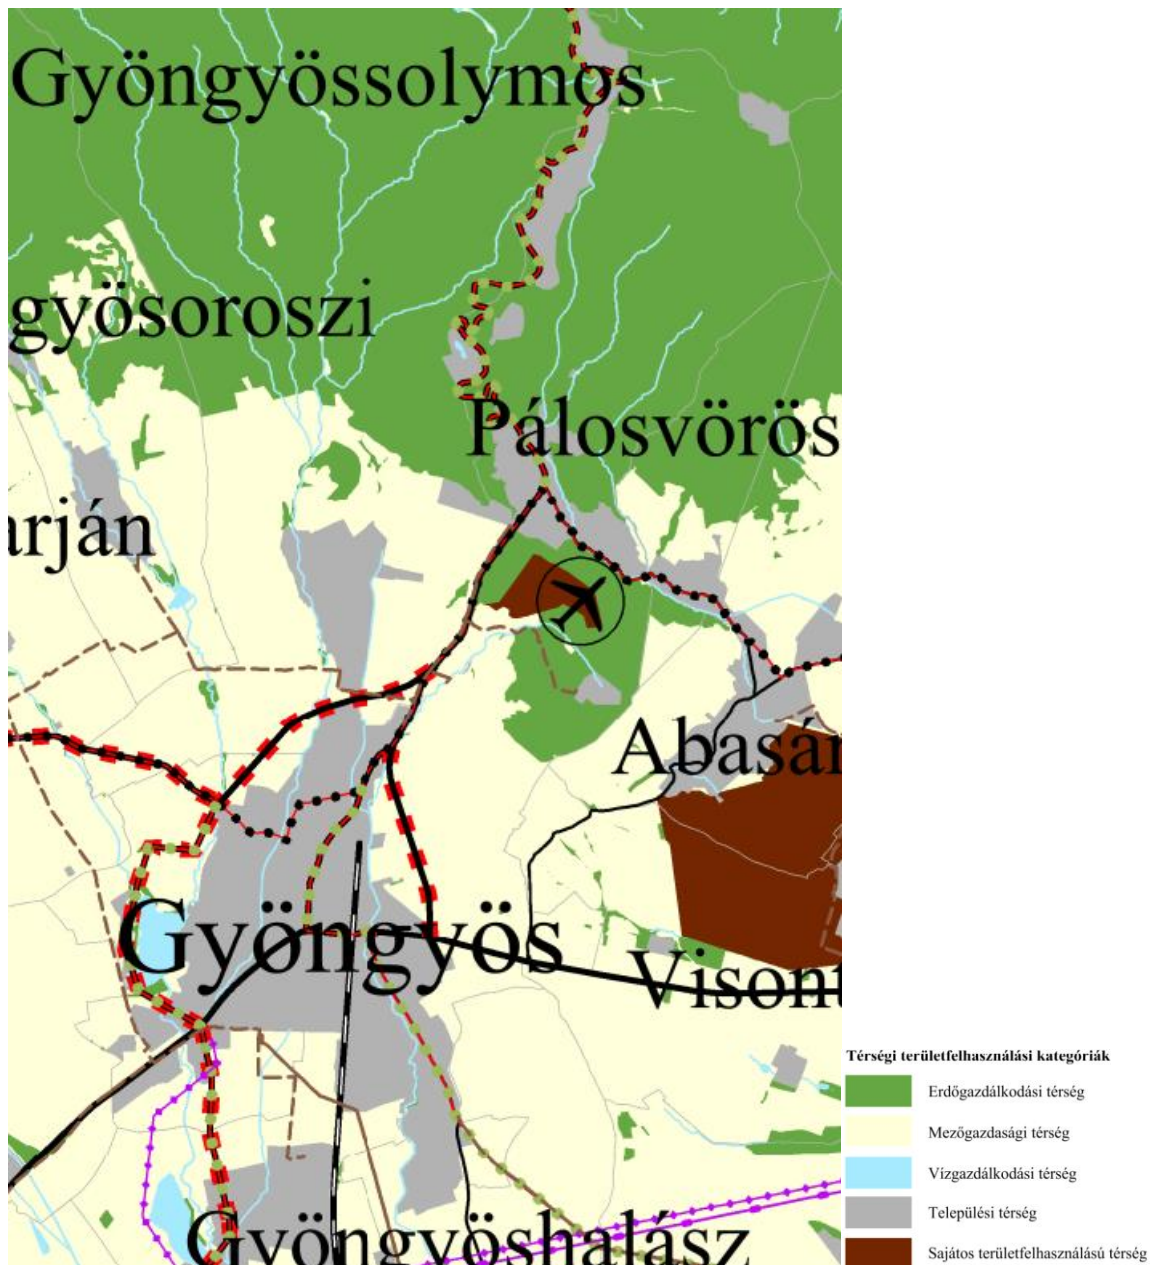 Gyöngyössolymos
gyösoroszi
Pálosvörös
arján
Abasár
Gyöngyös
Visont
Gyöngyöshalász
Térségi területfelhasználási kategóriák
Erdőgazdálkodási térség
Mezőgazdasági térség
Vízgazdálkodási térség
Települési térség
Sajátos területfelhasználású térség